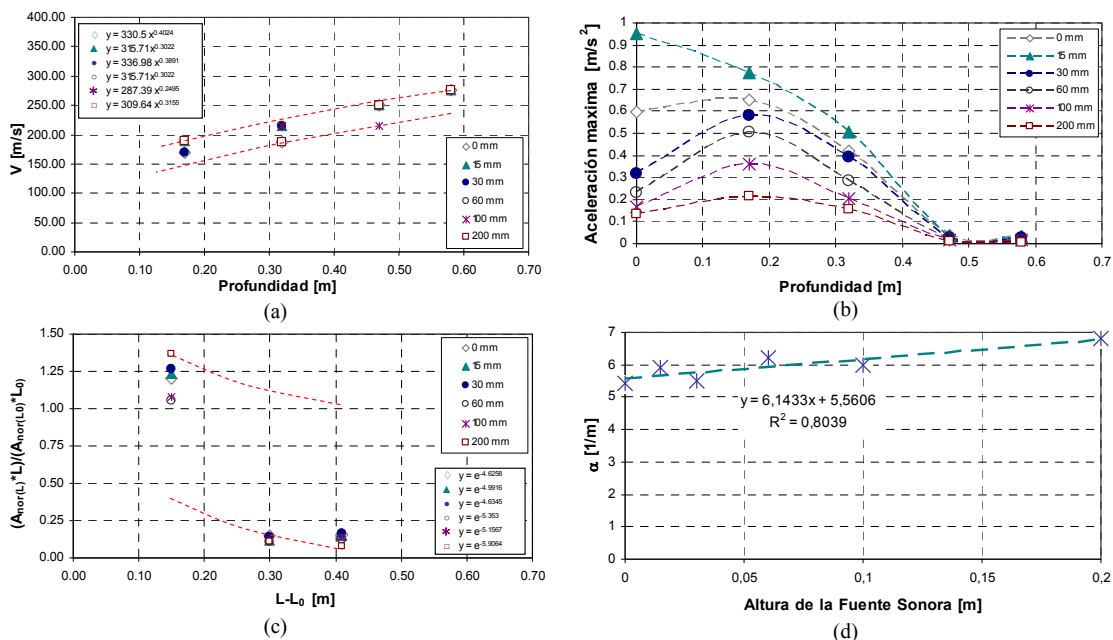 400.00
350.00
300.00
250.00
200.00
150.00
100.00
50.00
0.00
V [m/s]
y = 330.5 x^0.4024
y = 315.71 x^0.3022
y = 336.98 x^0.3891
y = 315.71 x^0.3022
y = 287.39 x^0.2495
y = 309.64 x^0.3155
0 mm
15 mm
30 mm
60 mm
100 mm
200 mm
0.00 0.10 0.20 0.30 0.40 0.50 0.60 0.70
Profundidad [m]
(a)
1
0.9
0.8
0.7
0.6
0.5
0.4
0.3
0.2
0.1
0
Aceleración maxima [m/s²]
0 mm
15 mm
30 mm
60 mm
100 mm
200 mm
0 0.1 0.2 0.3 0.4 0.5 0.6 0.7
Profundidad [m]
(b)
1.50
1.25
1.00
0.75
0.50
0.25
0.00
(Anor(L)*L)/(Anor(L0)*L0)
0 mm
15 mm
30 mm
60 mm
100 mm
200 mm
y = e^-4.6258
y = e^-4.9916
y = e^-4.6345
y = e^-5.353
y = e^-5.1567
y = e^-5.9064
0.00 0.10 0.20 0.30 0.40 0.50 0.60 0.70
L-L0 [m]
(c)
7
6
5
4
3
2
1
0
α [1/m]
y = 6,1433x + 5,5606
R² = 0,8039
0 0,05 0,1 0,15 0,2
Altura de la Fuente Sonora [m]
(d)